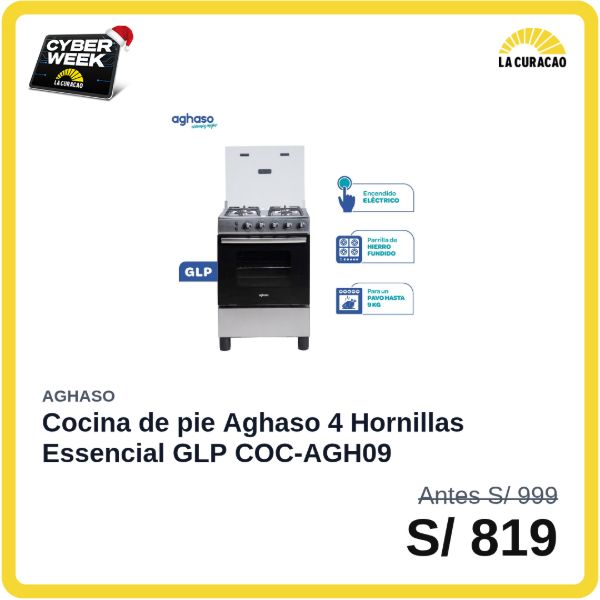 CYBER
WEEK
LA CURACAO
LA CURACAO
aghaso
Encendido
ELÉCTRICO
Parrilla de
HIERRO
FUNDIDO
GLP
Para un
PAVO HASTA
9 KG
aghaso
AGHASO
Cocina de pie Aghaso 4 Hornillas
Essencial GLP COC-AGH09
Antes S/ 999
S/ 819